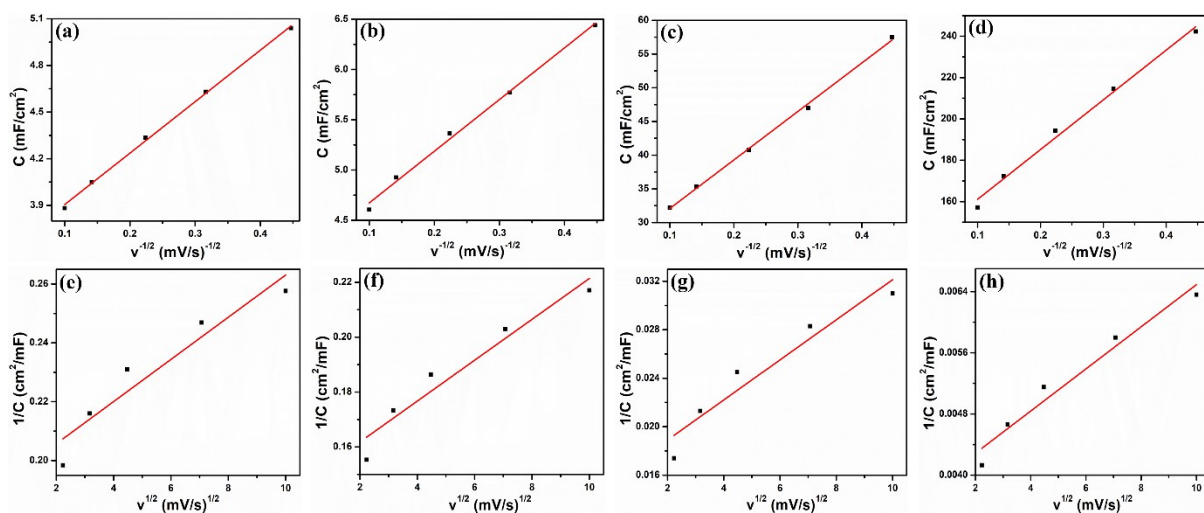 (a)
5.1
4.8
4.5
4.2
3.9
C (mF/cm²)
0.1 0.2 0.3 0.4
v⁻¹/² (mV/s)⁻¹/²
(b)
6.5
6.0
5.5
5.0
4.5
C (mF/cm²)
0.1 0.2 0.3 0.4
v⁻¹/² (mV/s)⁻¹/²
(c)
60
55
50
45
40
35
30
C (mF/cm²)
0.1 0.2 0.3 0.4
v⁻¹/² (mV/s)⁻¹/²
(d)
240
220
200
180
160
C (mF/cm²)
0.1 0.2 0.3 0.4
v⁻¹/² (mV/s)⁻¹/²
(e)
0.26
0.24
0.22
0.20
1/C (cm²/mF)
2 4 6 8 10
v¹/² (mV/s)¹/²
(f)
0.22
0.20
0.18
0.16
1/C (cm²/mF)
2 4 6 8 10
v¹/² (mV/s)¹/²
(g)
0.032
0.028
0.024
0.020
0.016
1/C (cm²/mF)
2 4 6 8 10
v¹/² (mV/s)¹/²
(h)
0.0064
0.0056
0.0048
0.0040
1/C (cm²/mF)
2 4 6 8 10
v¹/² (mV/s)¹/²